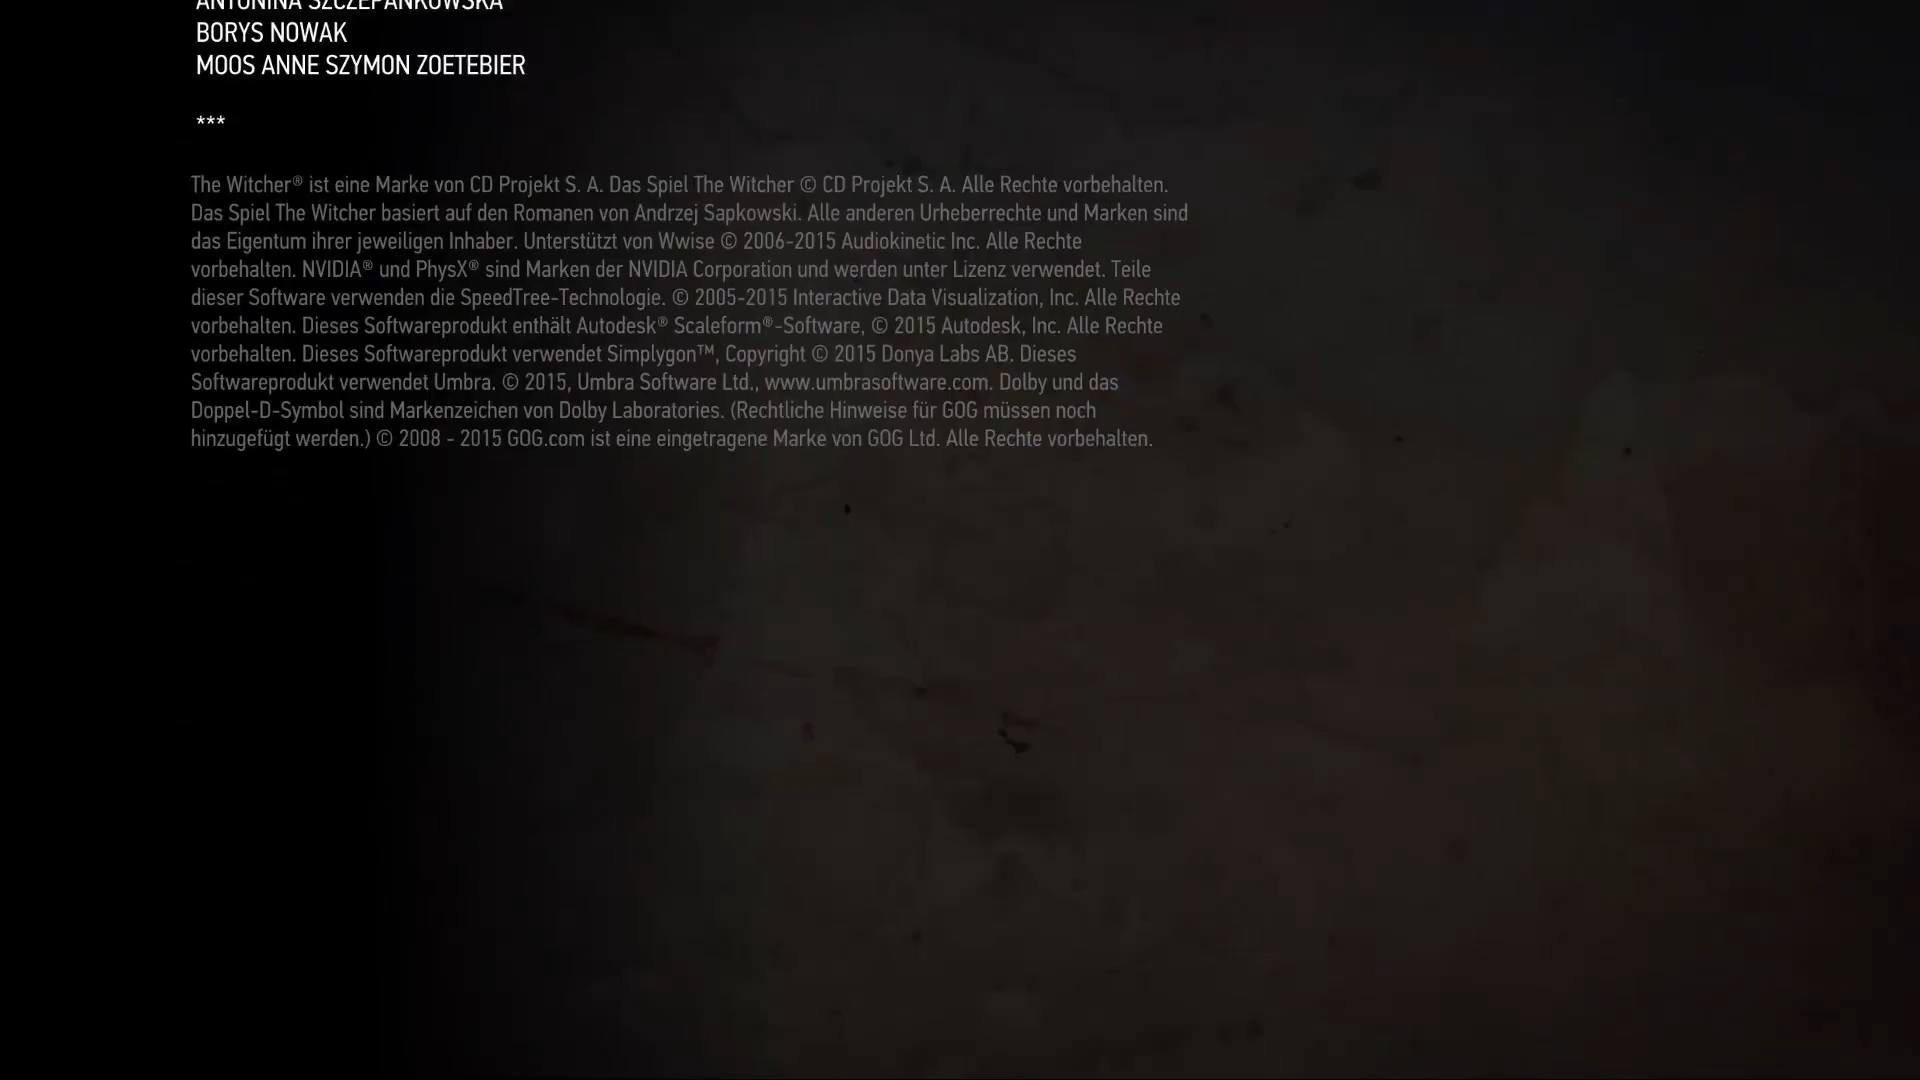 ANTONINA SZCZEPANKOWSKA
BORYS NOWAK
MOOS ANNE SZYMON ZOETEBIER
***
The Witcher® ist eine Marke von CD Projekt S. A. Das Spiel The Witcher © CD Projekt S. A. Alle Rechte vorbehalten.
Das Spiel The Witcher basiert auf den Romanen von Andrzej Sapkowski. Alle anderen Urheberrechte und Marken sind
das Eigentum ihrer jeweiligen Inhaber. Unterstützt von Wwise © 2006-2015 Audiokinetic Inc. Alle Rechte
vorbehalten. NVIDIA® und PhysX® sind Marken der NVIDIA Corporation und werden unter Lizenz verwendet. Teile
dieser Software verwenden die SpeedTree-Technologie. © 2005-2015 Interactive Data Visualization, Inc. Alle Rechte
vorbehalten. Dieses Softwareprodukt enthält Autodesk® Scaleform®-Software, © 2015 Autodesk, Inc. Alle Rechte
vorbehalten. Dieses Softwareprodukt verwendet Simplygon™, Copyright © 2015 Donya Labs AB. Dieses
Softwareprodukt verwendet Umbra. © 2015, Umbra Software Ltd., www.umbrasoftware.com. Dolby und das
Doppel-D-Symbol sind Markenzeichen von Dolby Laboratories. (Rechtliche Hinweise für GOG müssen noch
hinzugefügt werden.) © 2008 - 2015 GOG.com ist eine eingetragene Marke von GOG Ltd. Alle Rechte vorbehalten.